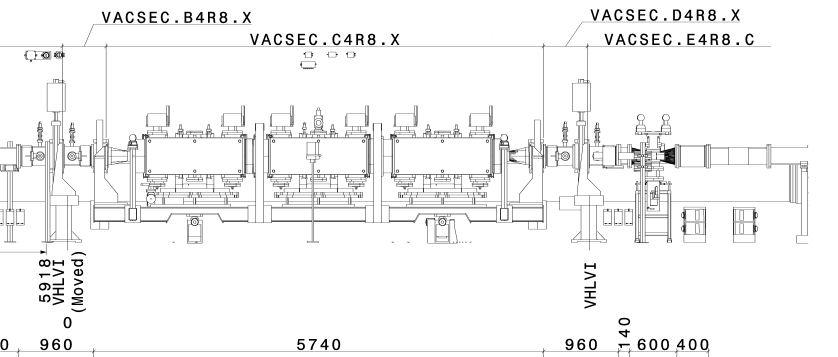 VACSEC.B4R8.X
VACSEC.D4R8.X
VACSEC.C4R8.X
VACSEC.E4R8.C
5918
VHLVI
(Moved)
0
VHLVI
0 960 5740 960 140 600 400